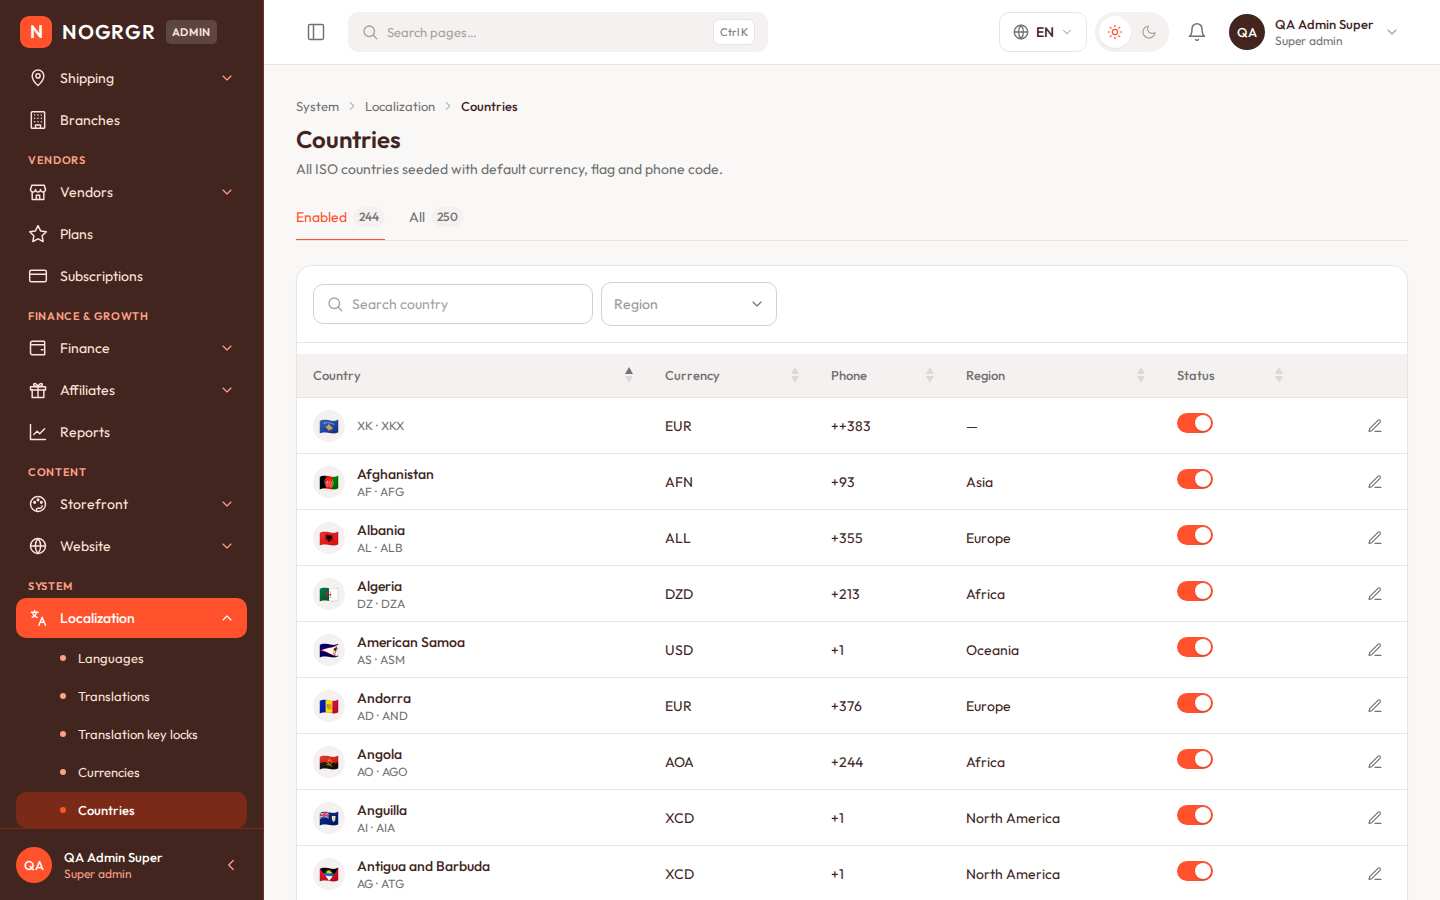 N NOGRGR ADMIN
Search pages... Ctrl K
EN
QA QA Admin Super
Super admin
Shipping
Branches
VENDORS
Vendors
Plans
Subscriptions
FINANCE & GROWTH
Finance
Affiliates
Reports
CONTENT
Storefront
Website
SYSTEM
Localization
Languages
Translations
Translation key locks
Currencies
Countries
QA QA Admin Super
Super admin
System Localization Countries
Countries
All ISO countries seeded with default currency, flag and phone code.
Enabled 244 All 250
Search country Region
Country Currency Phone Region Status
XK · XKX EUR ++383 —
Afghanistan
AF · AFG AFN +93 Asia
Albania
AL · ALB ALL +355 Europe
Algeria
DZ · DZA DZD +213 Africa
American Samoa
AS · ASM USD +1 Oceania
Andorra
AD · AND EUR +376 Europe
Angola
AO · AGO AOA +244 Africa
Anguilla
AI · AIA XCD +1 North America
Antigua and Barbuda
AG · ATG XCD +1 North America